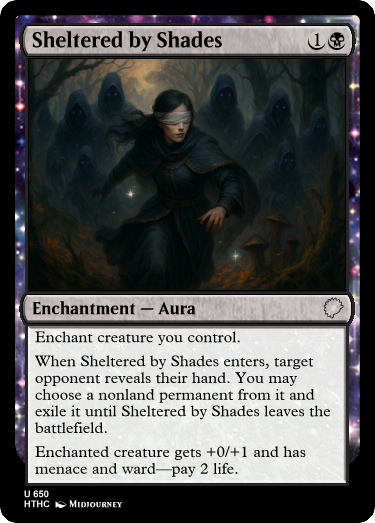 Sheltered by Shades 1
Enchantment — Aura
Enchant creature you control.
When Sheltered by Shades enters, target
opponent reveals their hand. You may
choose a nonland permanent from it and
exile it until Sheltered by Shades leaves the
battlefield.
Enchanted creature gets +0/+1 and has
menace and ward—pay 2 life.
U 650
HTHC Midjourney